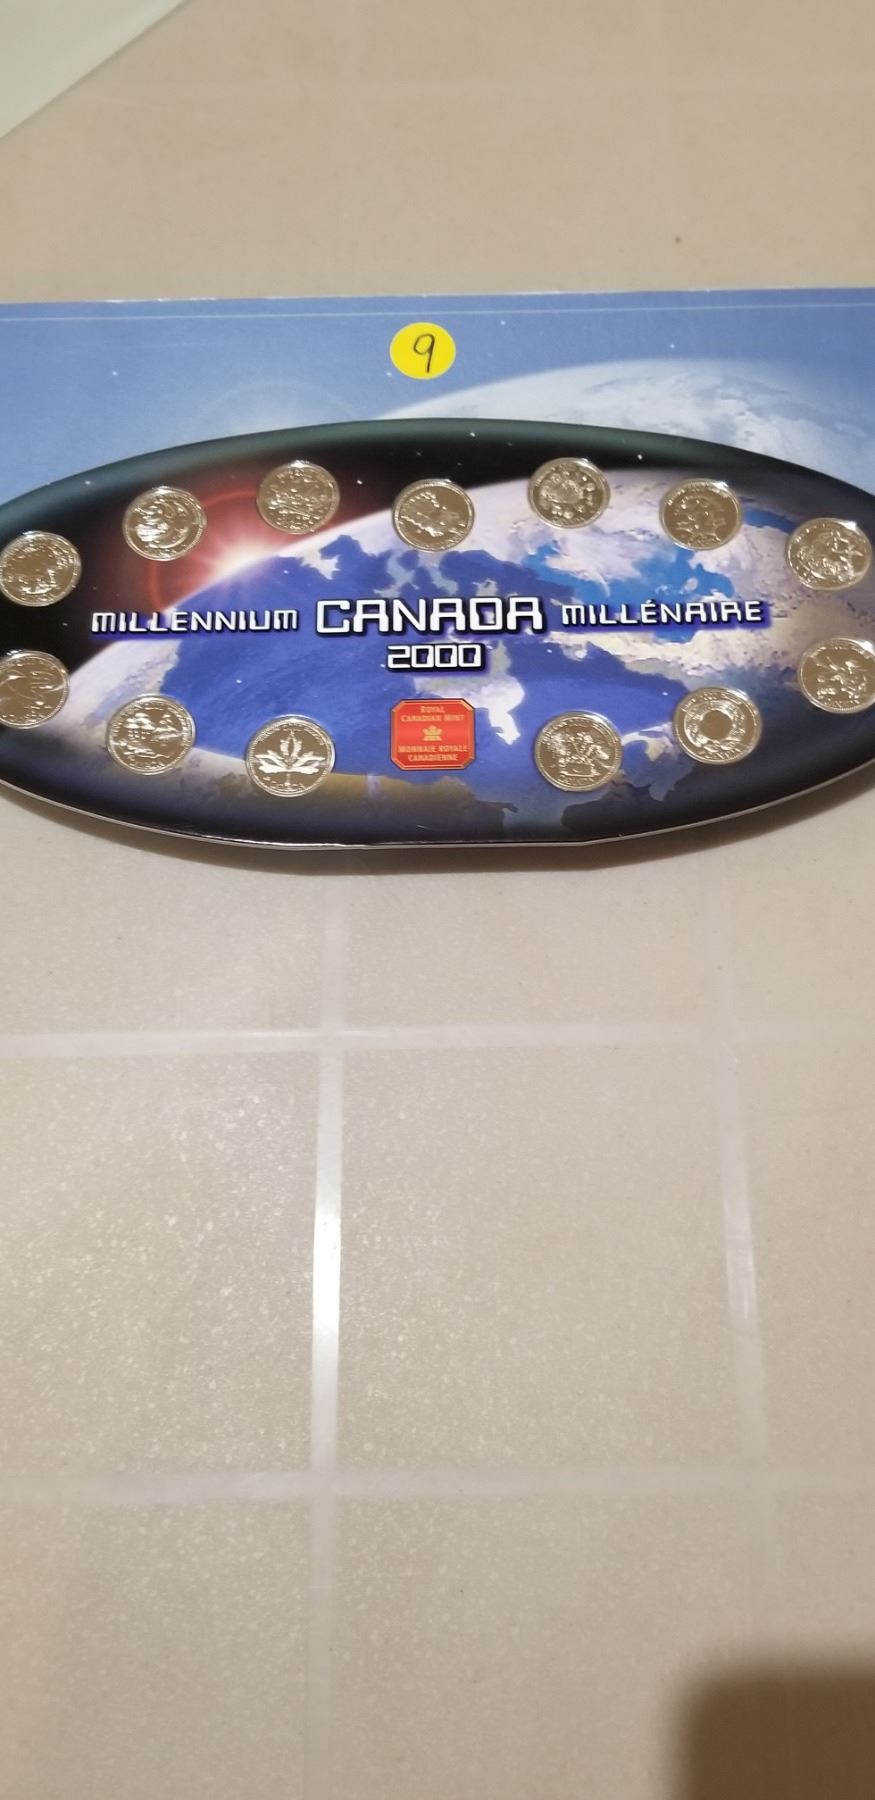 9
MILLENNIUM CANADA MILLÉNAIRE
2000
ROYAL
CANADIAN MINT
MONNAIE ROYALE
CANADIENNE